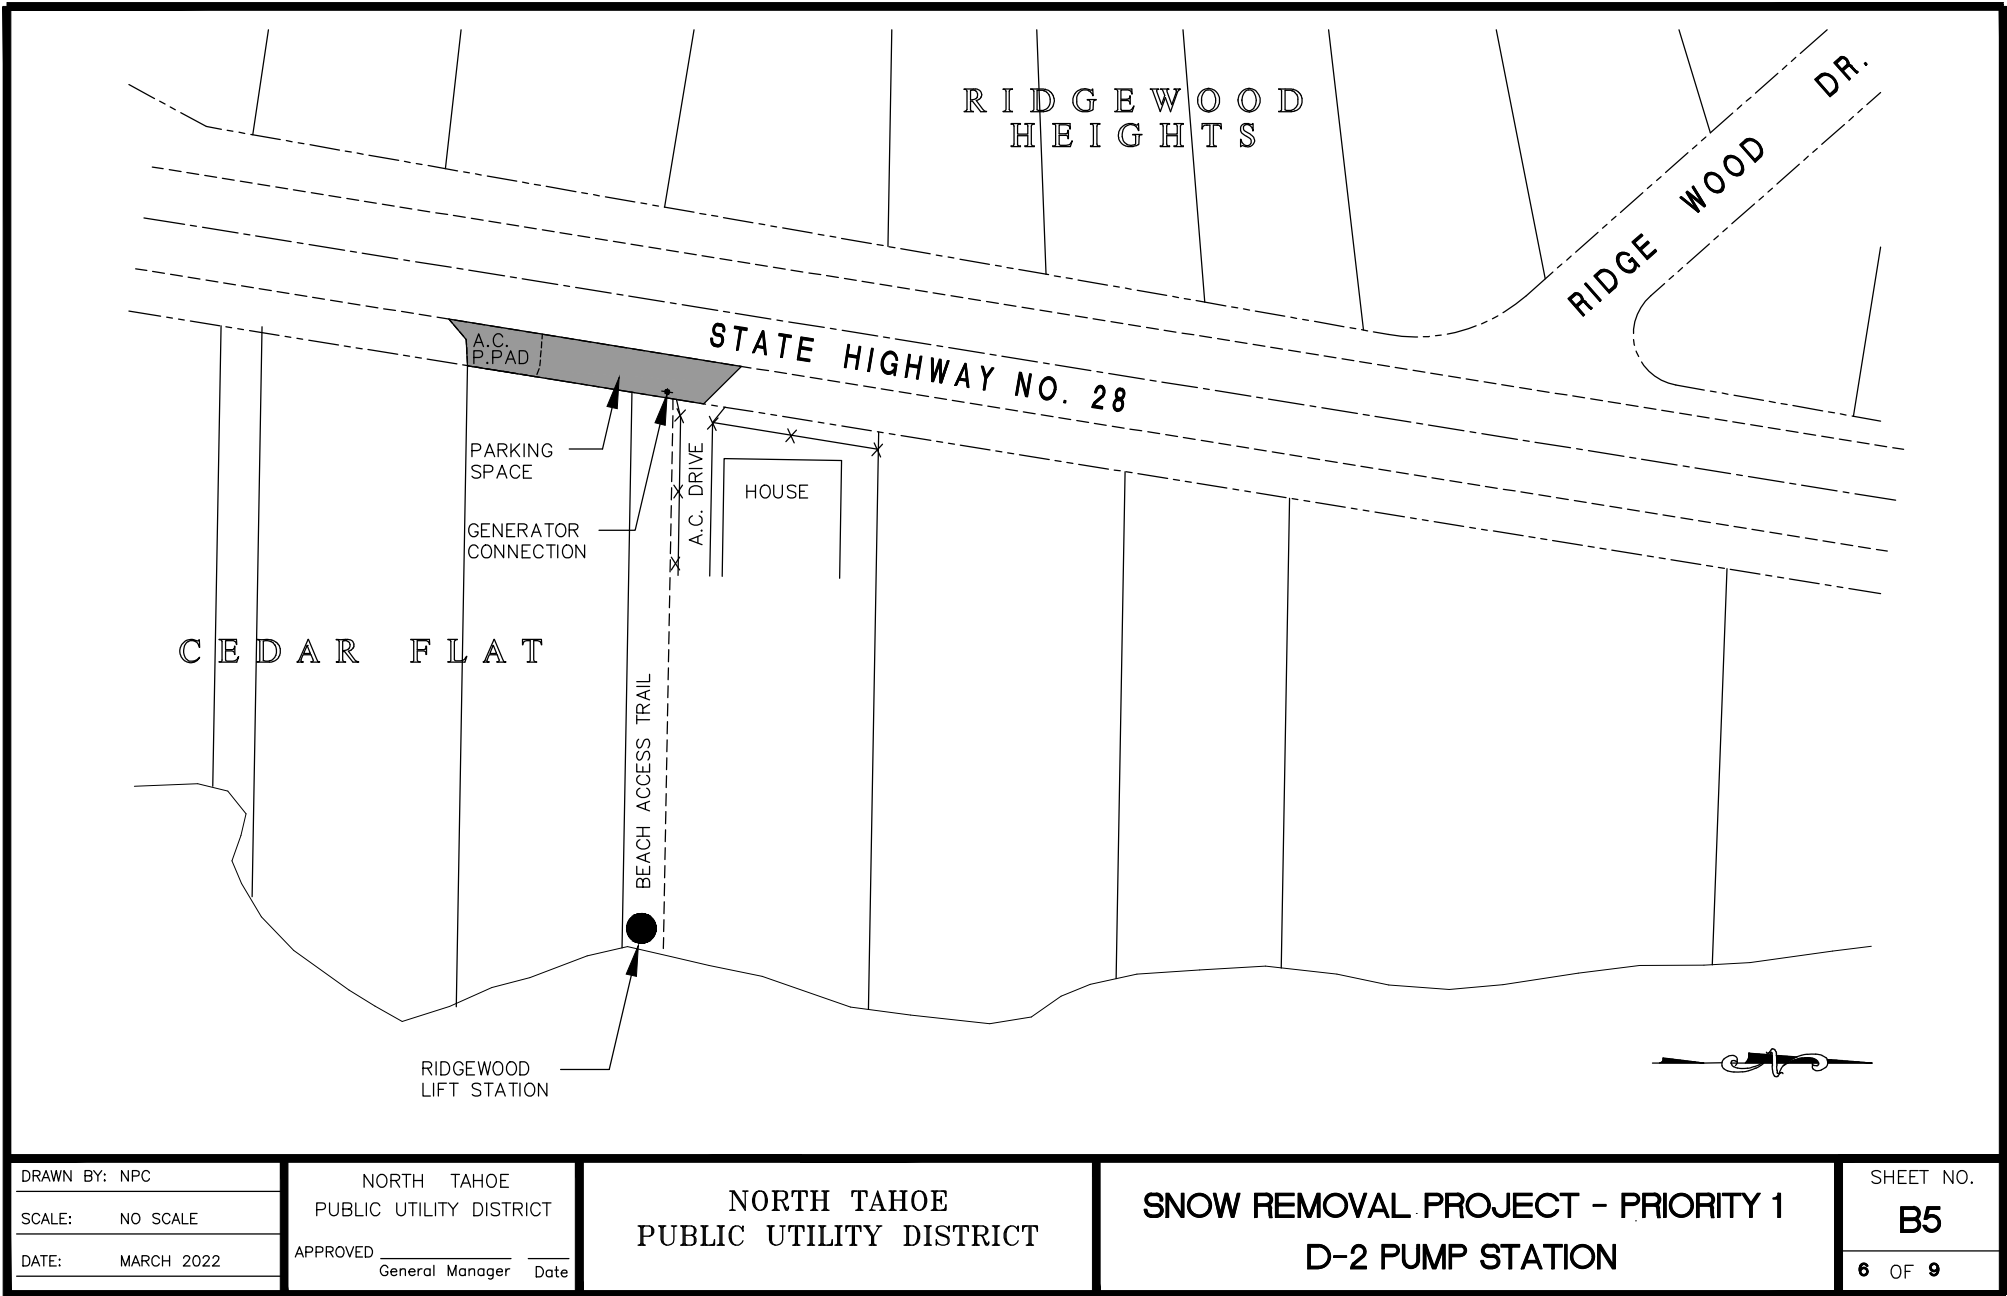 RIDGEWOOD
HEIGHTS
RIDGE WOOD DR.
STATE HIGHWAY NO. 28
A.C.
P.PAD
PARKING
SPACE
GENERATOR
CONNECTION
A.C. DRIVE
HOUSE
CEDAR FLAT
BEACH ACCESS TRAIL
RIDGEWOOD
LIFT STATION
DRAWN BY: NPC
SCALE: NO SCALE
DATE: MARCH 2022
NORTH TAHOE
PUBLIC UTILITY DISTRICT
APPROVED
General Manager Date
NORTH TAHOE
PUBLIC UTILITY DISTRICT
SNOW REMOVAL PROJECT - PRIORITY 1
D-2 PUMP STATION
SHEET NO.
B5
6 OF 9